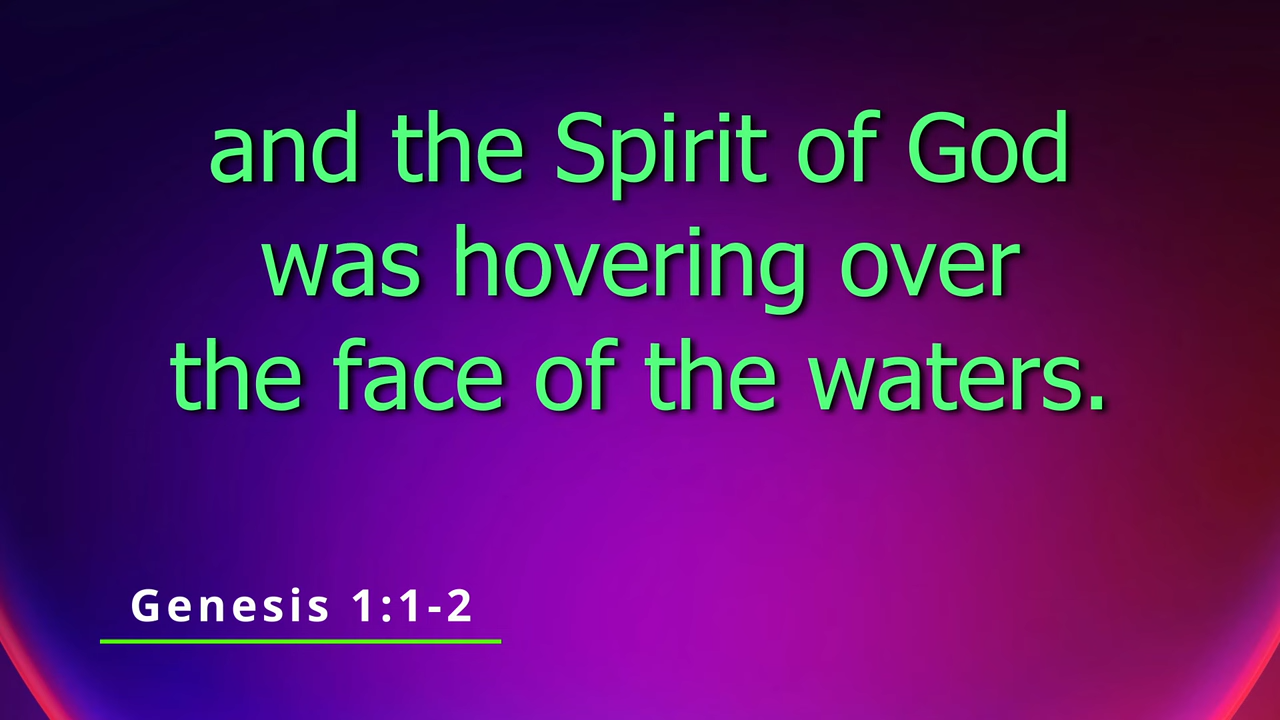 and the Spirit of God
was hovering over
the face of the waters.
Genesis 1:1-2